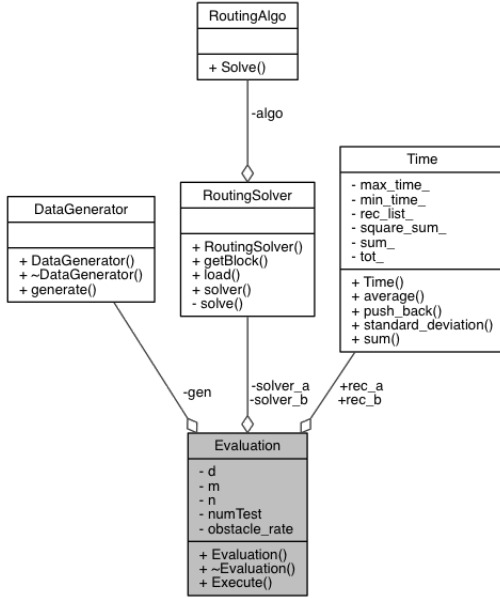 RoutingAlgo
+ Solve()
-algo
Time
- max_time_
- min_time_
- rec_list_
- square_sum_
- sum_
- tot_
+ Time()
+ average()
+ push_back()
+ standard_deviation()
+ sum()
RoutingSolver
+ RoutingSolver()
+ getBlock()
+ load()
+ solver()
- solve()
DataGenerator
+ DataGenerator()
+ ~DataGenerator()
+ generate()
-gen
-solver_a
-solver_b
+rec_a
+rec_b
Evaluation
- d
- m
- n
- numTest
- obstacle_rate
+ Evaluation()
+ ~Evaluation()
+ Execute()